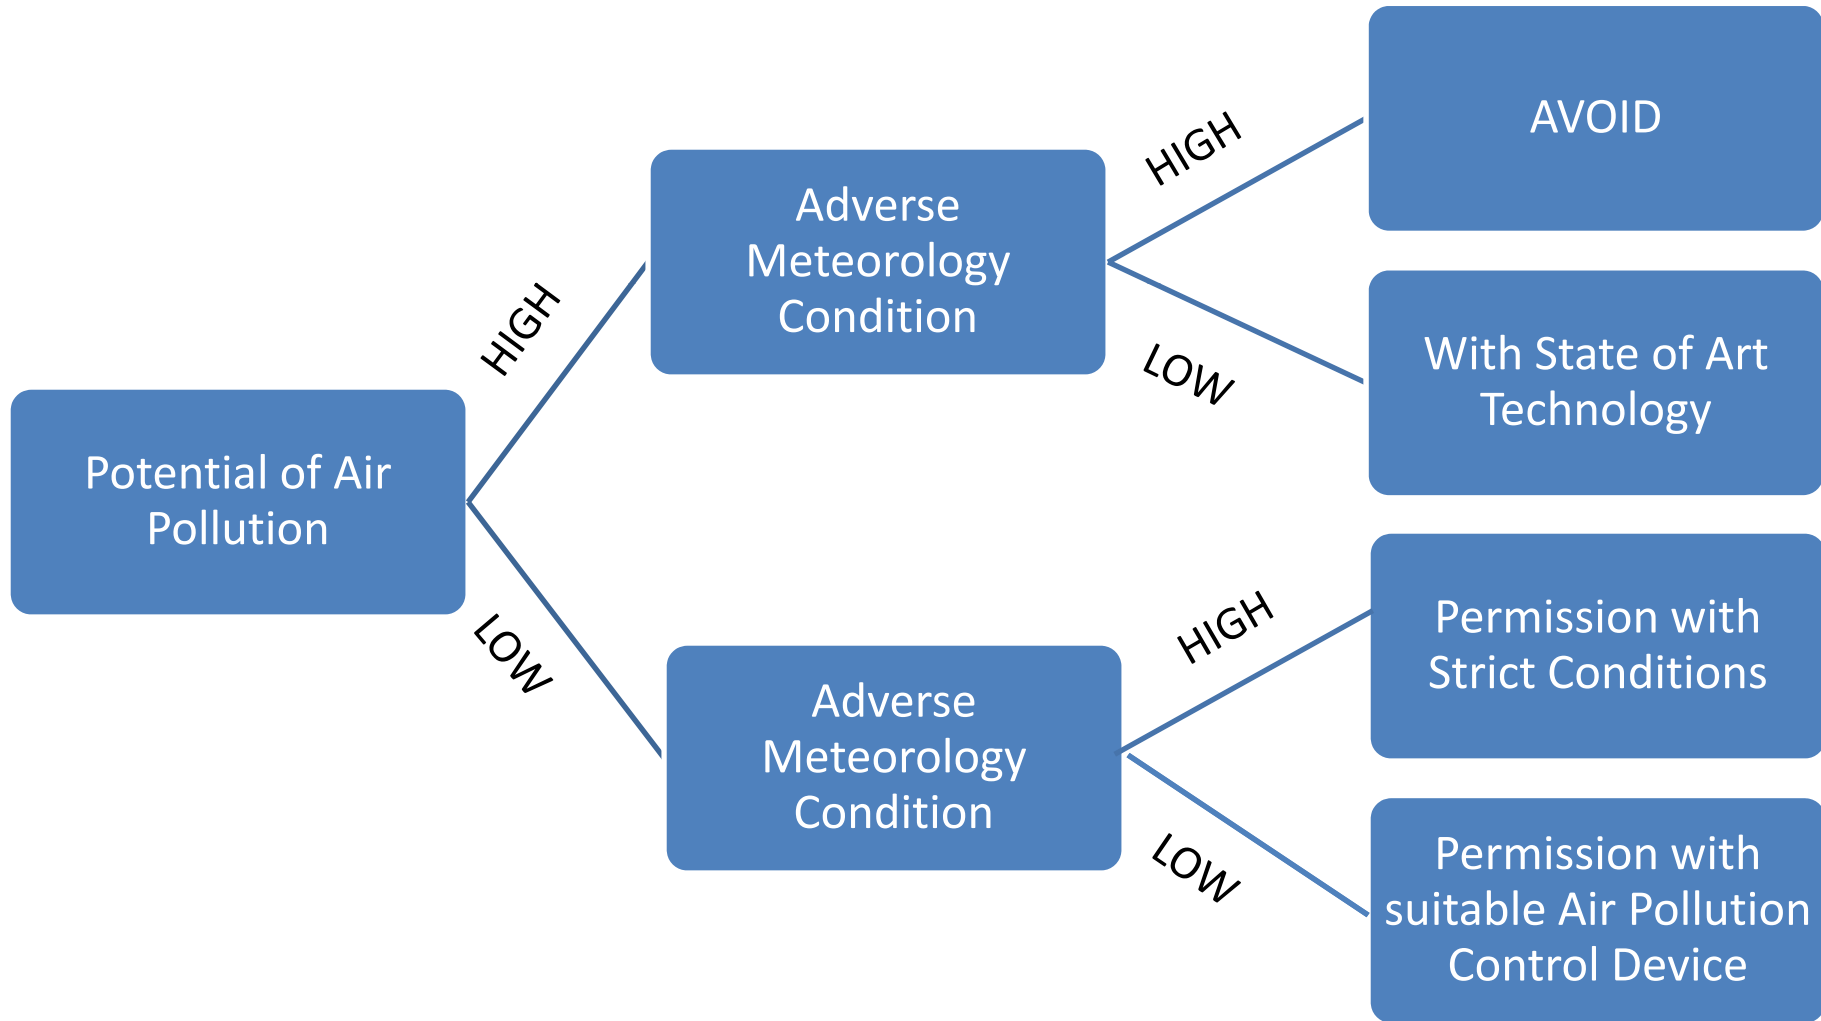 Potential of Air
Pollution
HIGH
LOW
Adverse
Meteorology
Condition
HIGH
LOW
AVOID
With State of Art
Technology
Adverse
Meteorology
Condition
HIGH
LOW
Permission with
Strict Conditions
Permission with
suitable Air Pollution
Control Device